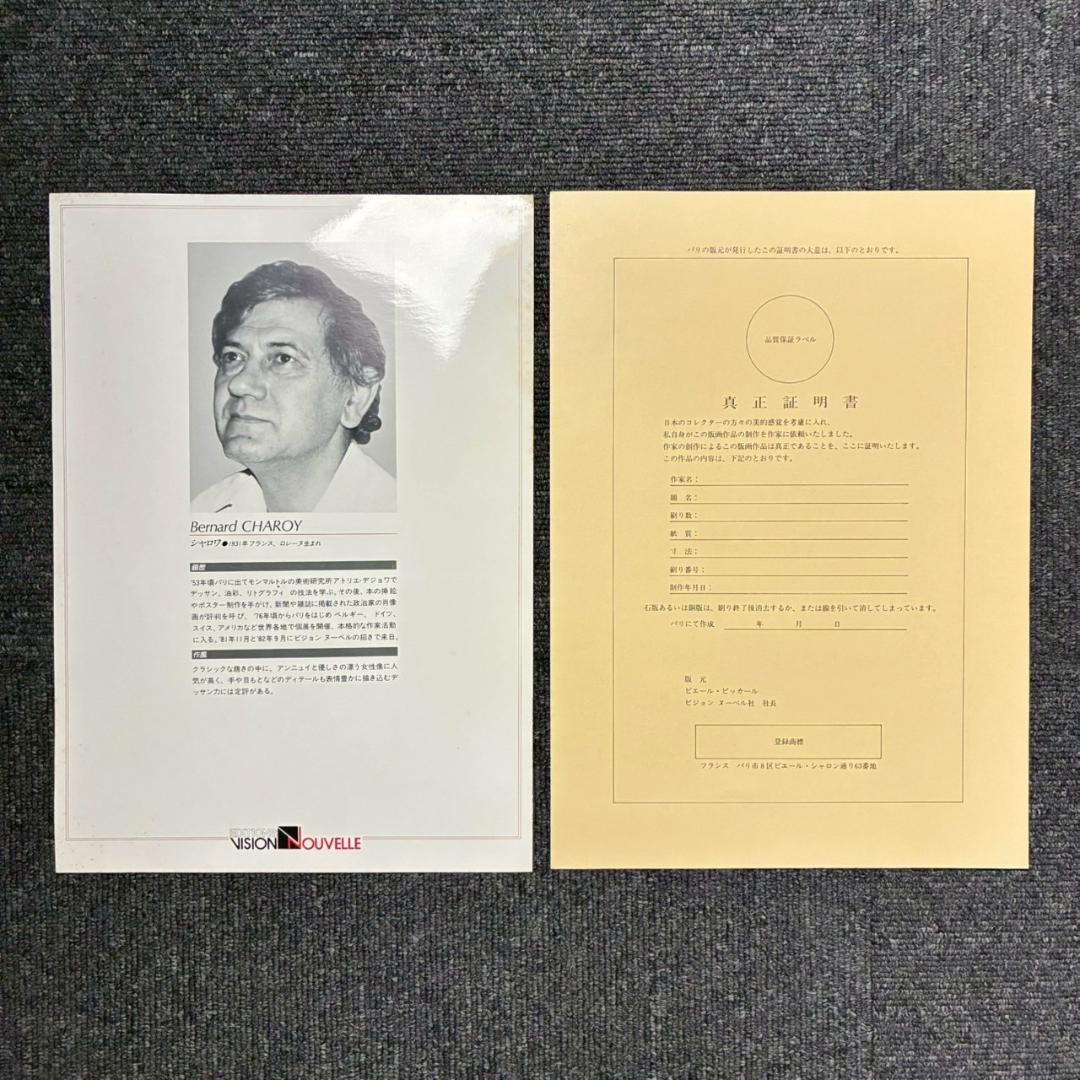 Bernard CHAROY
シャロワ●1931年フランス、ロレーヌ生まれ
画歴
'53年頃パリに出てモンマルトルの美術研究所アトリエ・デジョワで
デッサン、油彩、リトグラフィの技法を学ぶ。その後、本の挿絵
やポスター制作を手がけ、新聞や雑誌に掲載された政治家の肖像
画が評判を呼び、'76年頃からパリをはじめベルギー、ドイツ、
スイス、アメリカなど世界各地で個展を開催、本格的な作家活動
に入る。'81年11月と'82年9月にビジョン ヌーベルの招きで来日。
作風
クラシックな趣きの中に、アンニュイと優しさの漂う女性像に人
気が高く、手や目もとなどのディテールも表情豊かに描き込むデ
ッサン力には定評がある。
EDITIONS
VISION NOUVELLE
パリの版元が発行したこの証明書の大意は、以下のとおりです。
品質保証ラベル
真正証明書
日本のコレクターの方々の美的感覚を考慮に入れ、
私自身がこの版画作品の制作を作家に依頼いたしました。
作家の創作によるこの版画作品は真正であることを、ここに証明いたします。
この作品の内容は、下記のとおりです。
作家名:
題 名:
刷り数:
紙 質:
寸 法:
刷り番号:
制作年月日:
石版あるいは銅版は、刷り終了後消去するか、または線を引いて消してしまっています。
パリにて作成 年 月 日
版 元
ピエール・ビッカール
ビジョン ヌーベル社 社長
登録商標
フランス パリ市8区ピエール・シャロン通り63番地